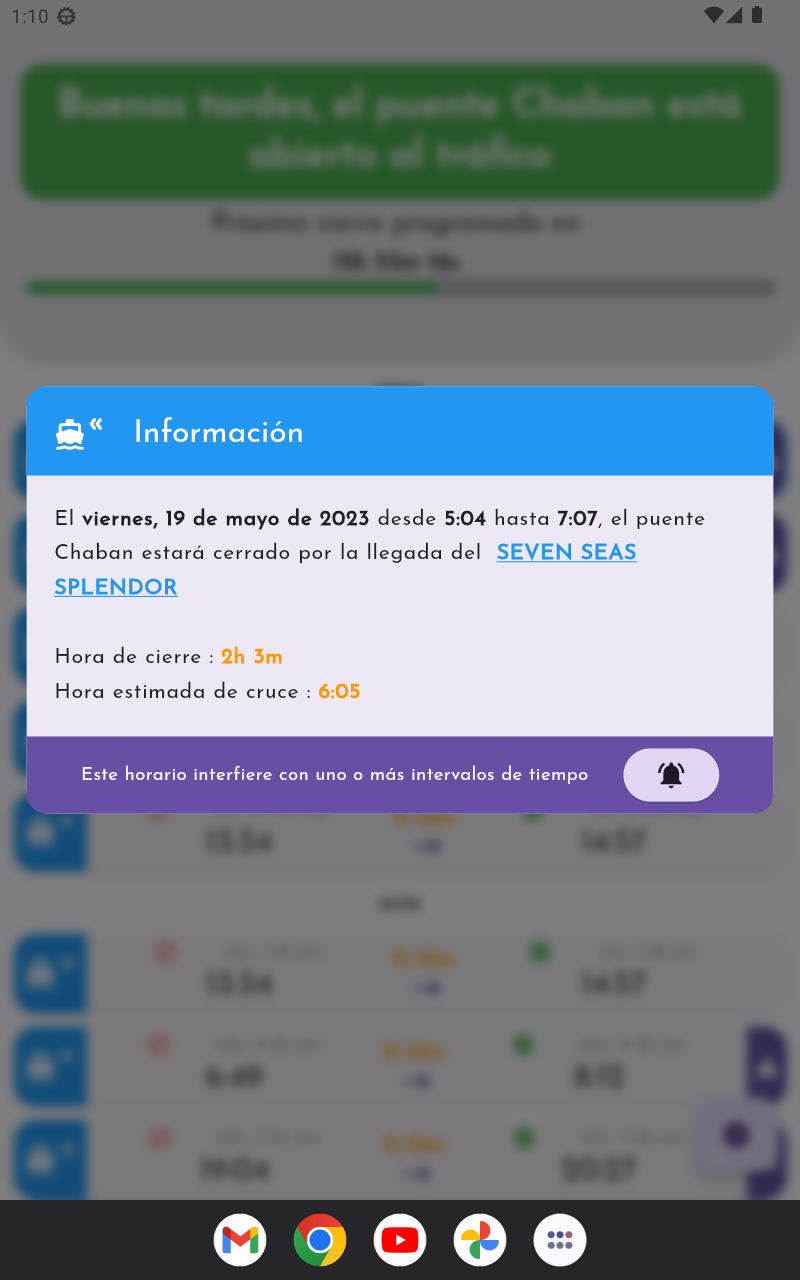 1:10
Buenas tardes, el puente Chaban está
abierto al tráfico
Próximo cierre programado en
El viernes, 19 de mayo de 2023 desde 5:04 hasta 7:07, el puente
Chaban estará cerrado por la llegada del SEVEN SEAS
SPLENDOR
Información
Hora de cierre : 2h 3m
Hora estimada de cruce : 6:05
Este horario interfiere con uno o más intervalos de tiempo
13:34 14:57
13:34 14:57
6:49 8:12
19:04 20:27